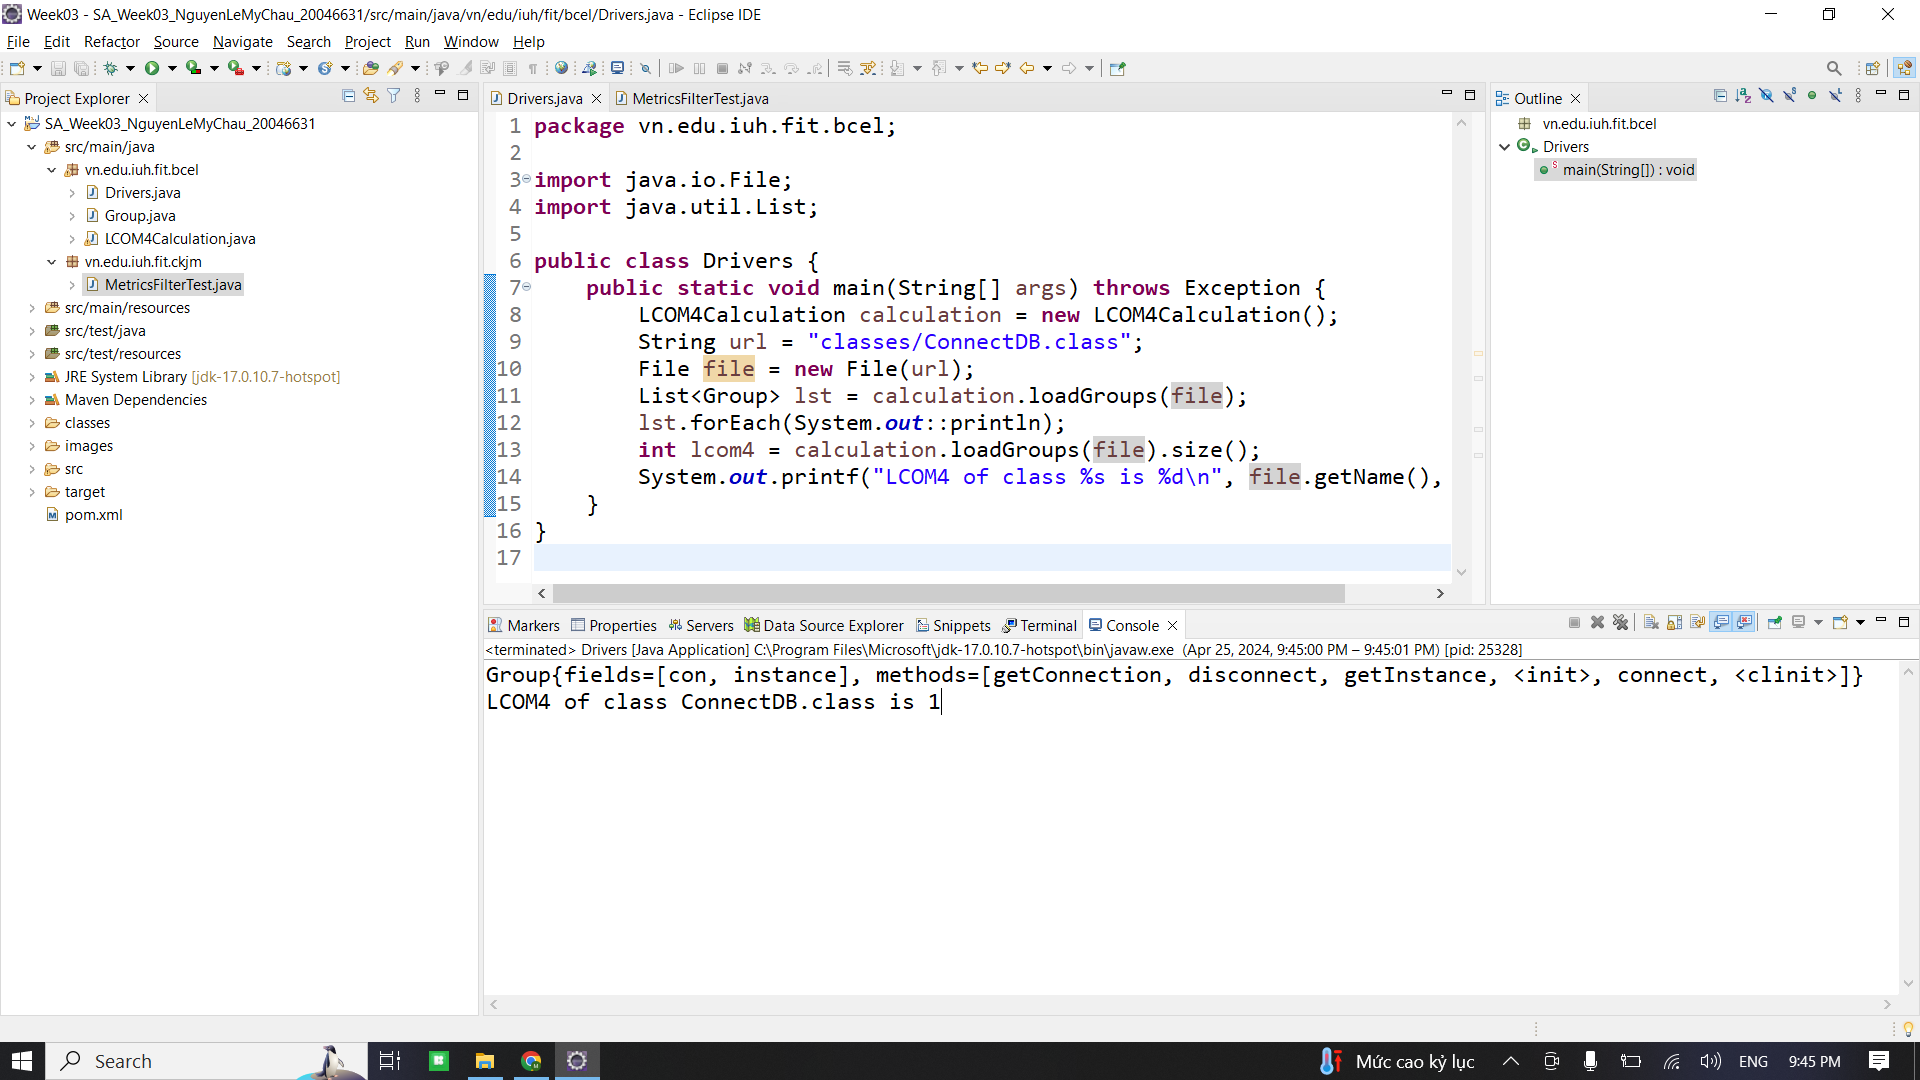 Week03 - SA_Week03_NguyenLeMyChau_20046631/src/main/java/vn/edu/iuh/fit/bcel/Drivers.java - Eclipse IDE
File Edit Refactor Source Navigate Search Project Run Window Help
Project Explorer
SA_Week03_NguyenLeMyChau_20046631
src/main/java
vn.edu.iuh.fit.bcel
Drivers.java
Group.java
LCOM4Calculation.java
vn.edu.iuh.fit.ckjm
MetricsFilterTest.java
src/main/resources
src/test/java
src/test/resources
JRE System Library [jdk-17.0.10.7-hotspot]
Maven Dependencies
classes
images
src
target
pom.xml
Drivers.java MetricsFilterTest.java
1 package vn.edu.iuh.fit.bcel;
2
3 import java.io.File;
4 import java.util.List;
5
6 public class Drivers {
7 public static void main(String[] args) throws Exception {
8 LCOM4Calculation calculation = new LCOM4Calculation();
9 String url = "classes/ConnectDB.class";
10 File file = new File(url);
11 List<Group> lst = calculation.loadGroups(file);
12 lst.forEach(System.out::println);
13 int lcom4 = calculation.loadGroups(file).size();
14 System.out.printf("LCOM4 of class %s is %d\n", file.getName(),
15 }
16 }
17
Outline
vn.edu.iuh.fit.bcel
Drivers
main(String[]) : void
Markers Properties Servers Data Source Explorer Snippets Terminal Console
<terminated> Drivers [Java Application] C:\Program Files\Microsoft\jdk-17.0.10.7-hotspot\bin\javaw.exe (Apr 25, 2024, 9:45:00 PM – 9:45:01 PM) [pid: 25328]
Group{fields=[con, instance], methods=[getConnection, disconnect, getInstance, <init>, connect, <clinit>]}
LCOM4 of class ConnectDB.class is 1
Search
Mức cao kỷ lục
ENG
9:45 PM